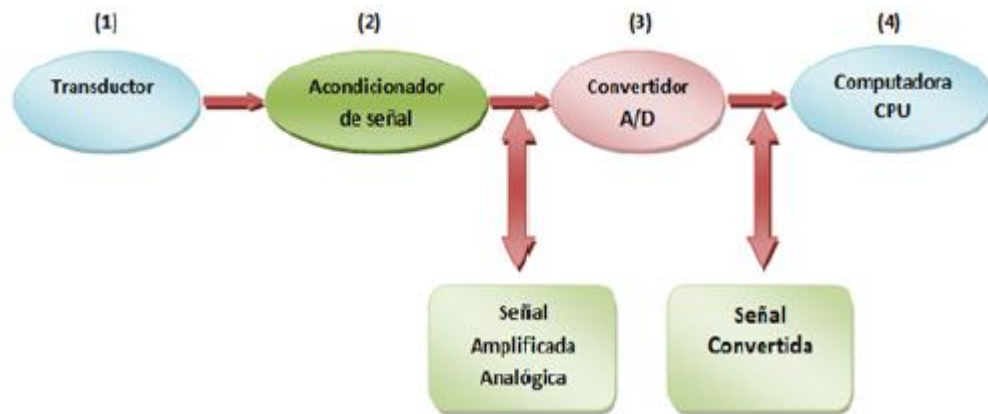 (1)
(2)
(3)
(4)
Transductor
Acondicionador
de señal
Convertidor
A/D
Computadora
CPU
Señal
Amplificada
Analógica
Señal
Convertida